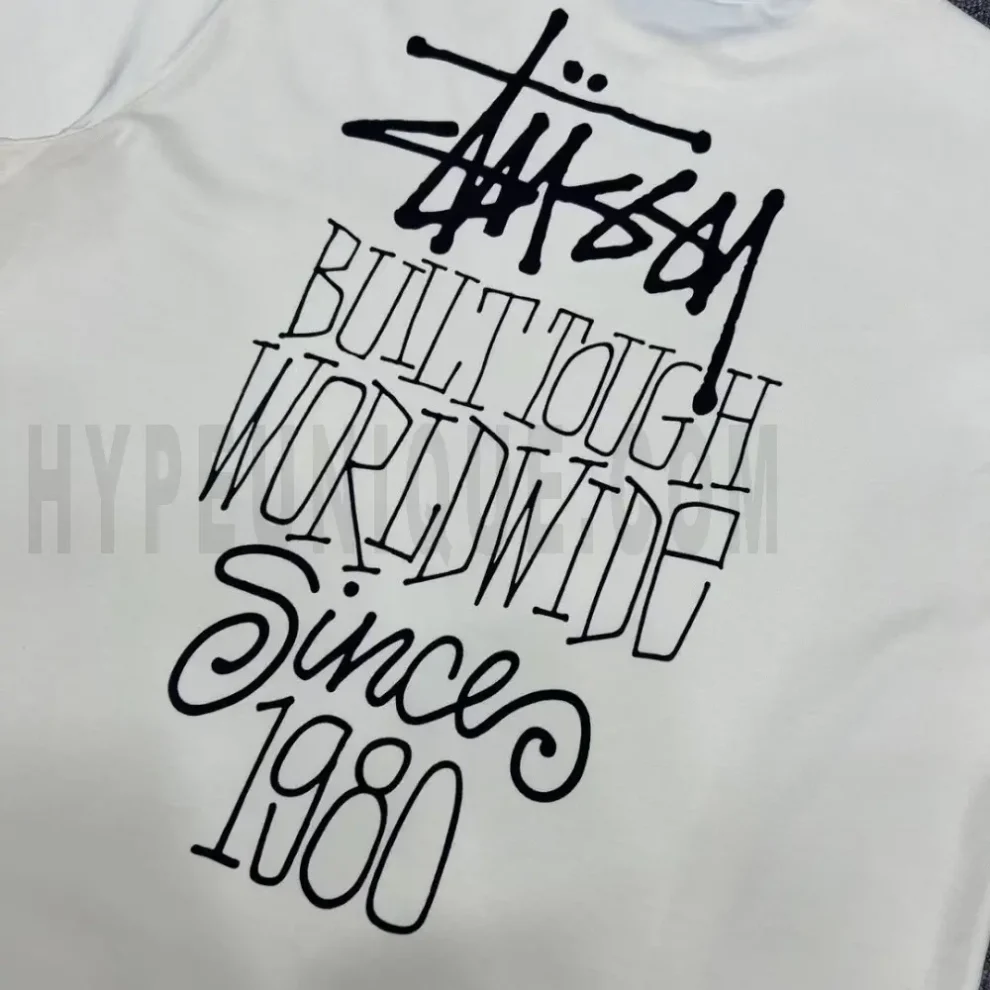 Stüssy
BUILT TOUGH
WORLDWIDE
Since
1980
HYPEUNIQUE.COM